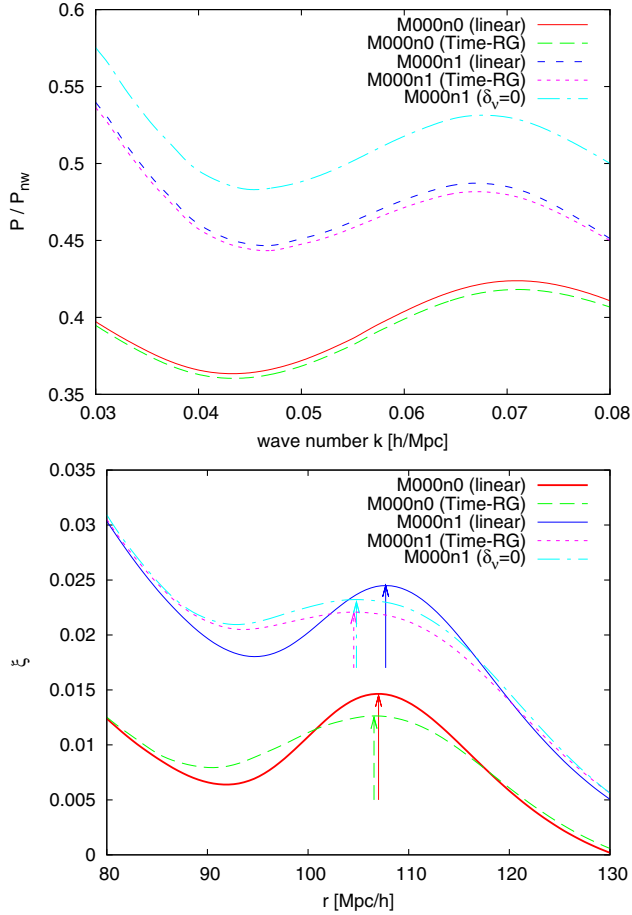 0.6
0.55
0.5
0.45
0.4
0.35
P / P_nw
M000n0 (linear)
M000n0 (Time-RG)
M000n1 (linear)
M000n1 (Time-RG)
M000n1 (δ_ν=0)
0.03 0.04 0.05 0.06 0.07 0.08
wave number k [h/Mpc]
0.035
0.03
0.025
0.02
0.015
0.01
0.005
0
ξ
M000n0 (linear)
M000n0 (Time-RG)
M000n1 (linear)
M000n1 (Time-RG)
M000n1 (δ_ν=0)
80 90 100 110 120 130
r [Mpc/h]